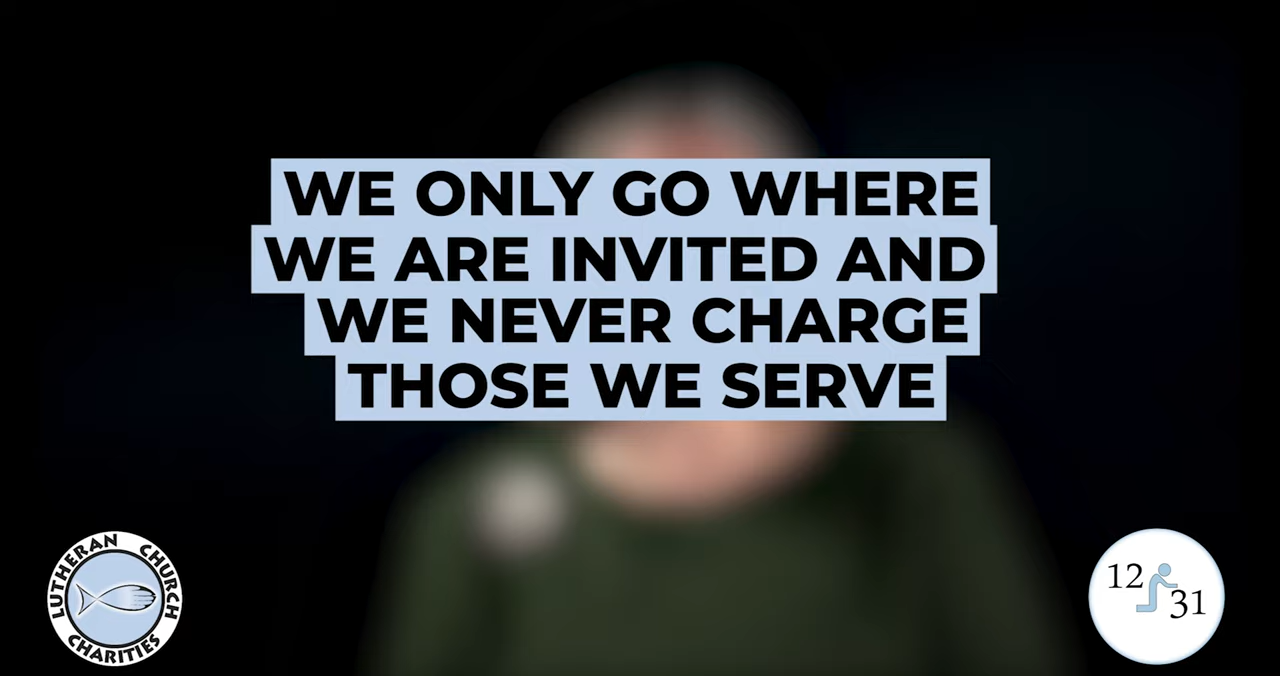 WE ONLY GO WHERE
WE ARE INVITED AND
WE NEVER CHARGE
THOSE WE SERVE
LUTHERAN CHURCH
CHARITIES
12
31